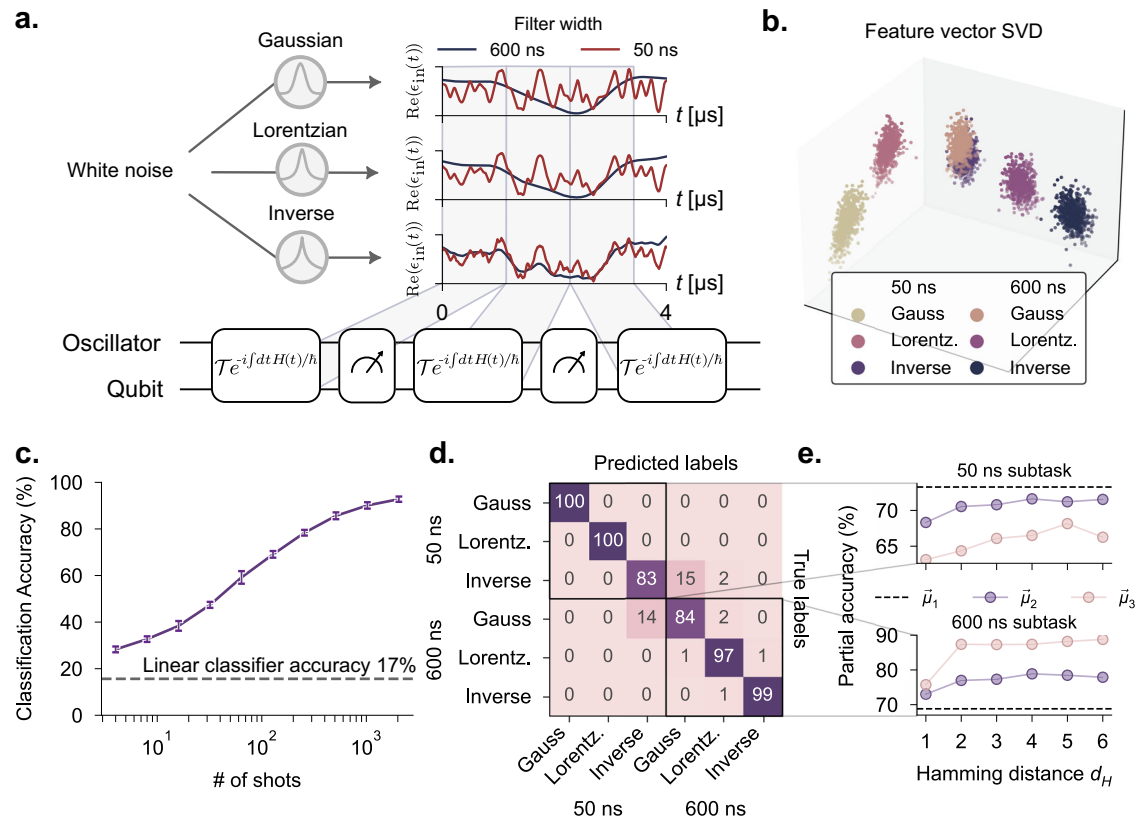 a.
Gaussian
Lorentzian
Inverse
White noise
Filter width
600 ns
50 ns
Re(ϵin(t))
t [µs]
Re(ϵin(t))
t [µs]
Re(ϵin(t))
t [µs]
0
4
Oscillator
Qubit
𝒯e^{-i∫dtH(t)/ℏ}
𝒯e^{-i∫dtH(t)/ℏ}
𝒯e^{-i∫dtH(t)/ℏ}
b.
Feature vector SVD
50 ns 600 ns
Gauss Gauss
Lorentz. Lorentz.
Inverse Inverse
c.
Classification Accuracy (%)
100
80
60
40
20
0
Linear classifier accuracy 17%
10^1 10^2 10^3
# of shots
d.
Predicted labels
True labels
50 ns
600 ns
Gauss 100 0 0 0 0 0
Lorentz. 0 100 0 0 0 0
Inverse 0 0 83 15 2 0
Gauss 0 0 14 84 2 0
Lorentz. 0 0 0 1 97 1
Inverse 0 0 0 0 1 99
Gauss Lorentz. Inverse Gauss Lorentz. Inverse
50 ns 600 ns
e.
50 ns subtask
Partial accuracy (%)
70
65
μ⃗1 μ⃗2 μ⃗3
600 ns subtask
90
80
70
1 2 3 4 5 6
Hamming distance dH